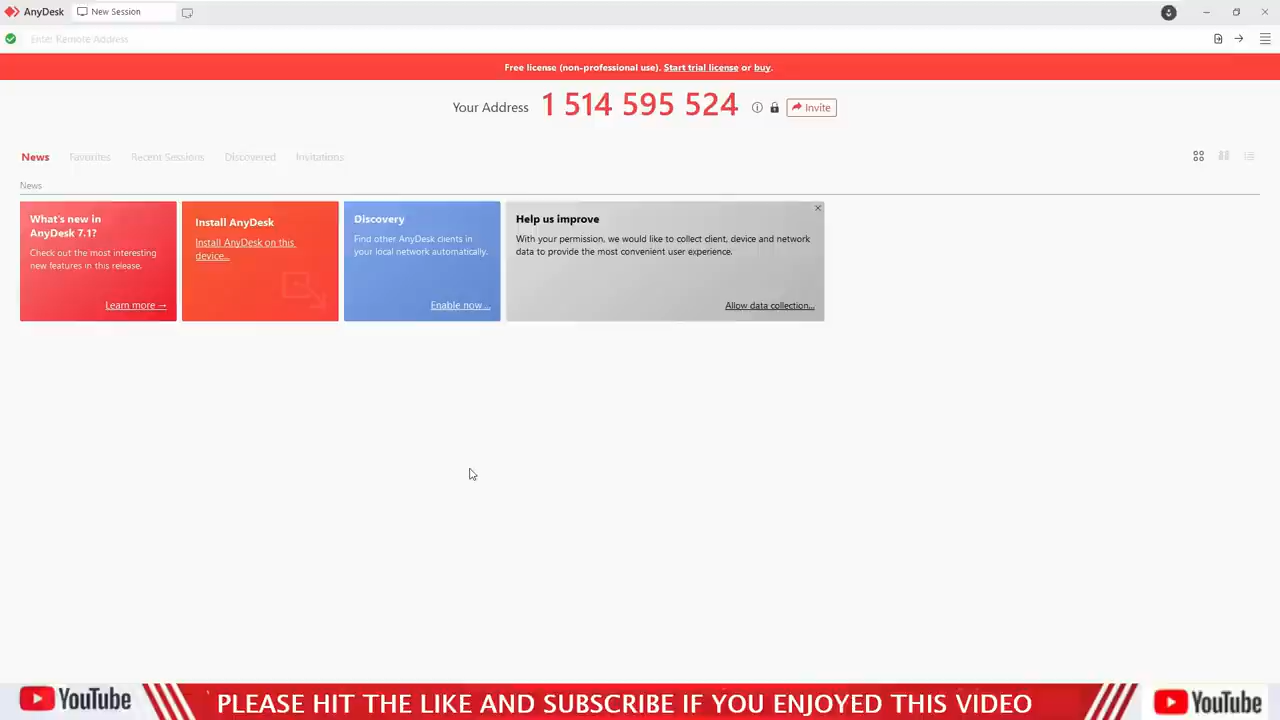 AnyDesk
New Session
Enter Remote Address
Free license (non-professional use). Start trial license or buy.
Your Address 1 514 595 524 Invite
News Favorites Recent Sessions Discovered Invitations
News
What's new in
AnyDesk 7.1?
Check out the most interesting
new features in this release.
Learn more →
Install AnyDesk
Install AnyDesk on this
device...
Discovery
Find other AnyDesk clients in
your local network automatically.
Enable now...
Help us improve
With your permission, we would like to collect client, device and network
data to provide the most convenient user experience.
Allow data collection...
YouTube
PLEASE HIT THE LIKE AND SUBSCRIBE IF YOU ENJOYED THIS VIDEO
YouTube